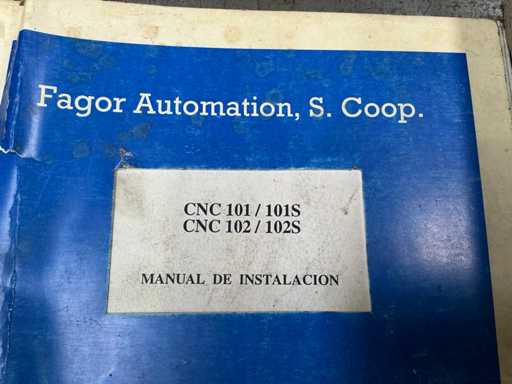 Fagor Automation, S. Coop.
CNC 101 / 101S
CNC 102 / 102S
MANUAL DE INSTALACION